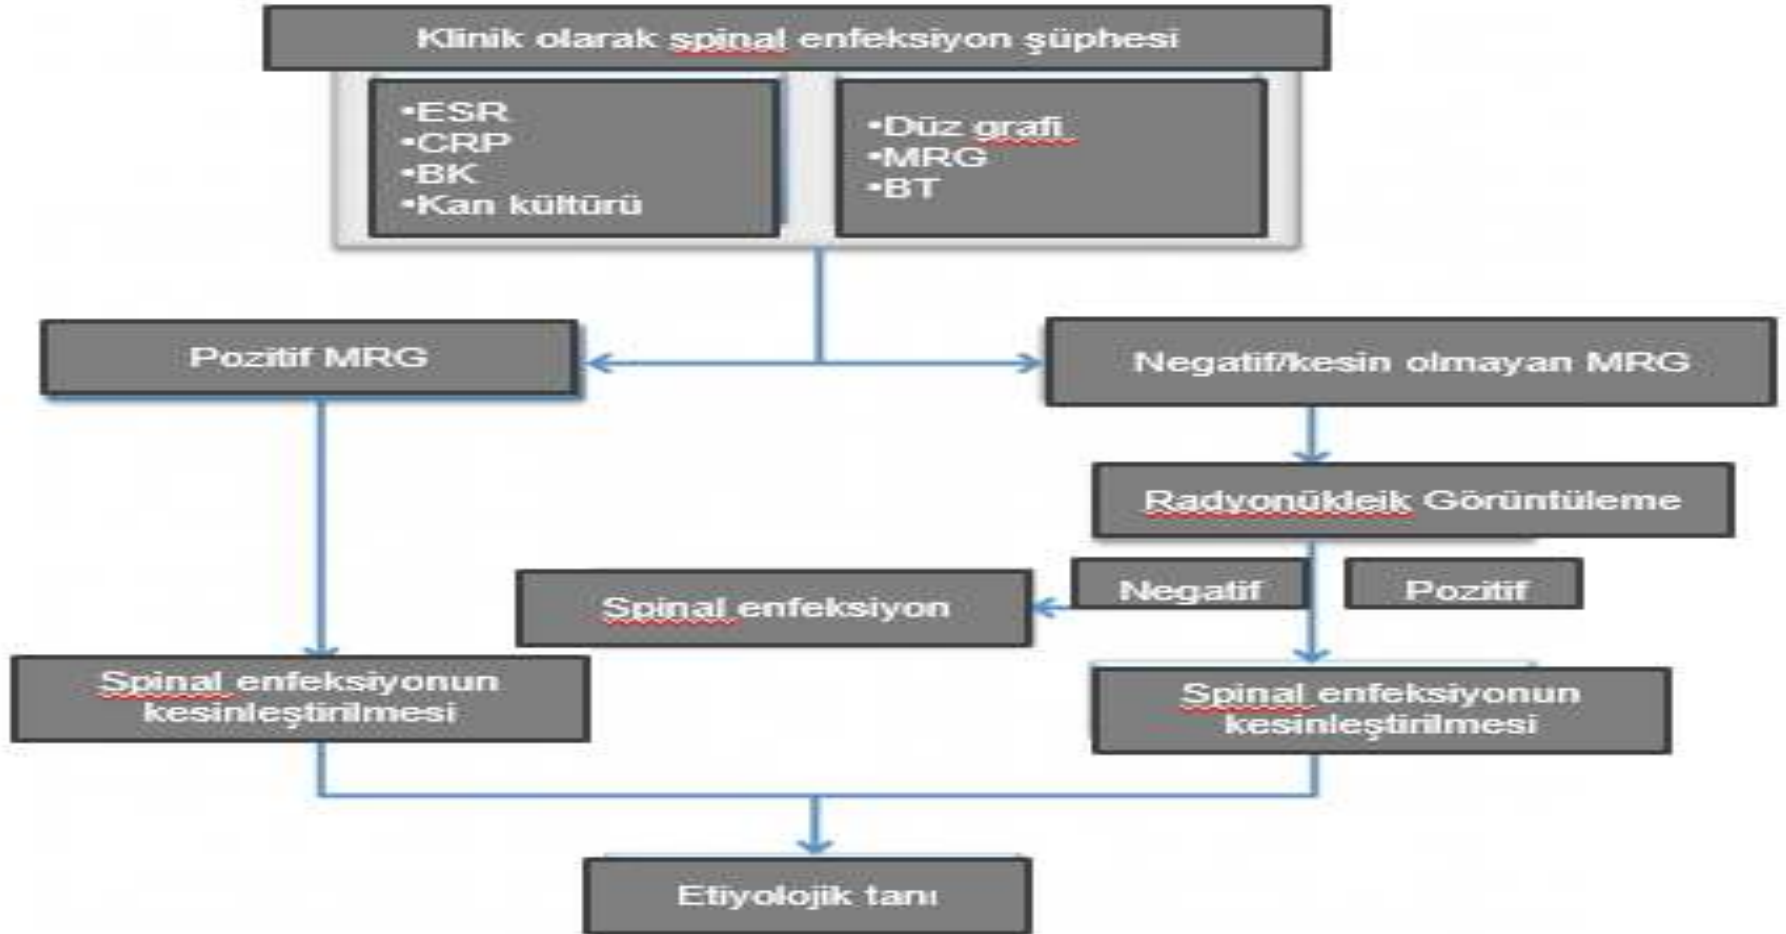 Klinik olarak spinal enfeksiyon şüphesi
•ESR
•CRP
•BK
•Kan kültürü
•Düz grafi
•MRG
•BT
Pozitif MRG
Negatif/kesin olmayan MRG
Radyonükleik Görüntüleme
Negatif
Pozitif
Spinal enfeksiyon
Spinal enfeksiyonun
kesinleştirilmesi
Spinal enfeksiyonun
kesinleştirilmesi
Etiyolojik tanı